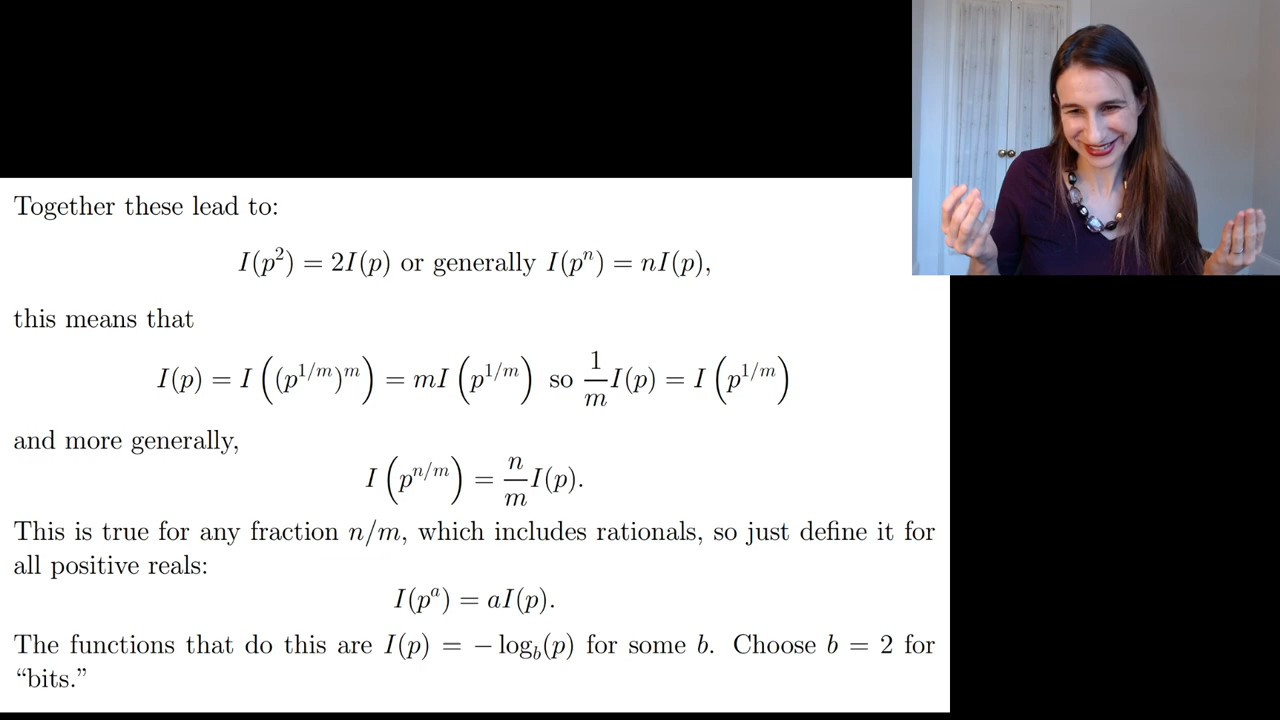 Together these lead to:
I(p²) = 2I(p) or generally I(pⁿ) = nI(p),
this means that
I(p) = I((p^{1/m})^m) = mI(p^{1/m}) so \frac{1}{m}I(p) = I(p^{1/m})
and more generally,
I(p^{n/m}) = \frac{n}{m}I(p).
This is true for any fraction n/m, which includes rationals, so just define it for
all positive reals:
I(p^a) = aI(p).
The functions that do this are I(p) = − log_b(p) for some b. Choose b = 2 for
“bits.”